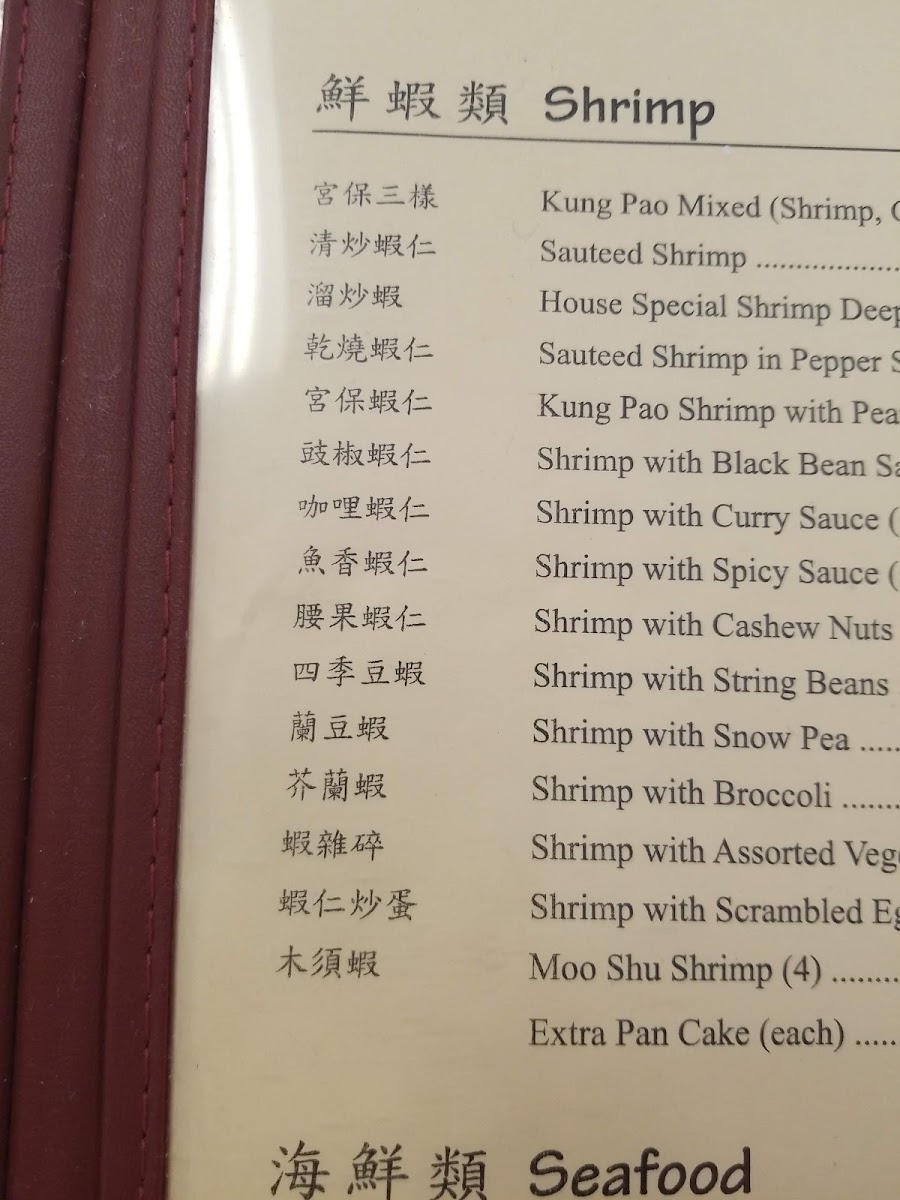 鮮蝦類 Shrimp
宮保三樣 Kung Pao Mixed (Shrimp,
清炒蝦仁 Sauteed Shrimp ..................
溜炒蝦 House Special Shrimp Deep
乾燒蝦仁 Sauteed Shrimp in Pepper
宮保蝦仁 Kung Pao Shrimp with Pea
豉椒蝦仁 Shrimp with Black Bean Sa
咖哩蝦仁 Shrimp with Curry Sauce (
魚香蝦仁 Shrimp with Spicy Sauce (
腰果蝦仁 Shrimp with Cashew Nuts
四季豆蝦 Shrimp with String Beans
蘭豆蝦 Shrimp with Snow Pea .....
芥蘭蝦 Shrimp with Broccoli .......
蝦雜碎 Shrimp with Assorted Vege
蝦仁炒蛋 Shrimp with Scrambled Eg
木須蝦 Moo Shu Shrimp (4) ........
Extra Pan Cake (each) .....
海鮮類 Seafood